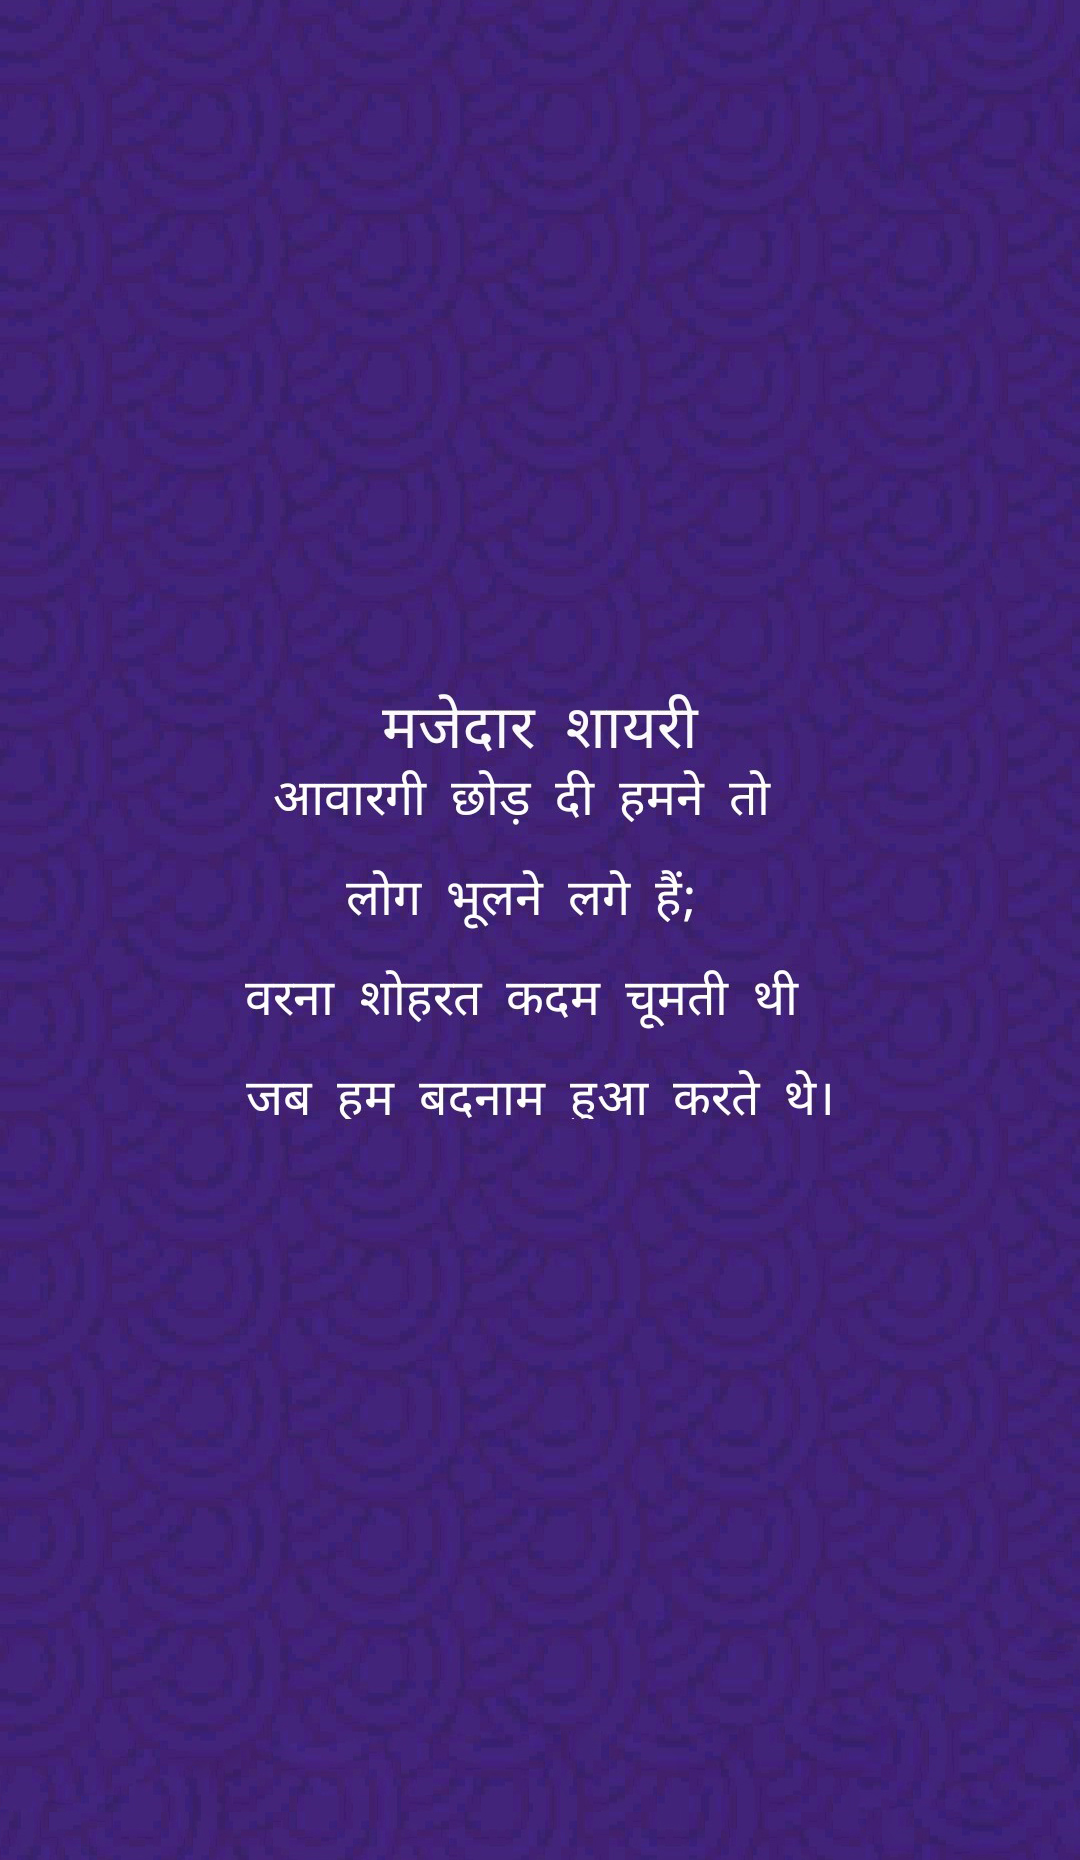 मजेदार शायरी
आवारगी छोड़ दी हमने तो
लोग भूलने लगे हैं;
वरना शोहरत कदम चूमती थी
जब हम बदनाम हुआ करते थे।